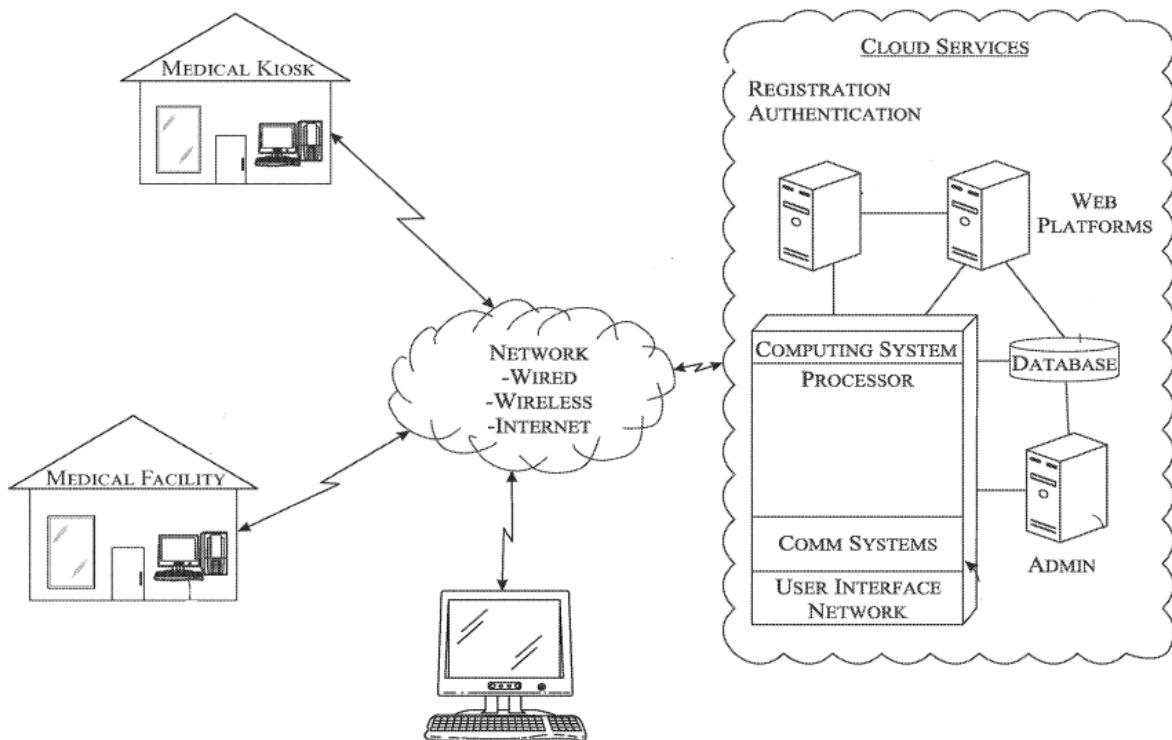 MEDICAL KIOSK
CLOUD SERVICES
REGISTRATION
AUTHENTICATION
WEB
PLATFORMS
NETWORK
-WIRED
-WIRELESS
-INTERNET
COMPUTING SYSTEM
PROCESSOR
DATABASE
MEDICAL FACILITY
COMM SYSTEMS
ADMIN
USER INTERFACE
NETWORK